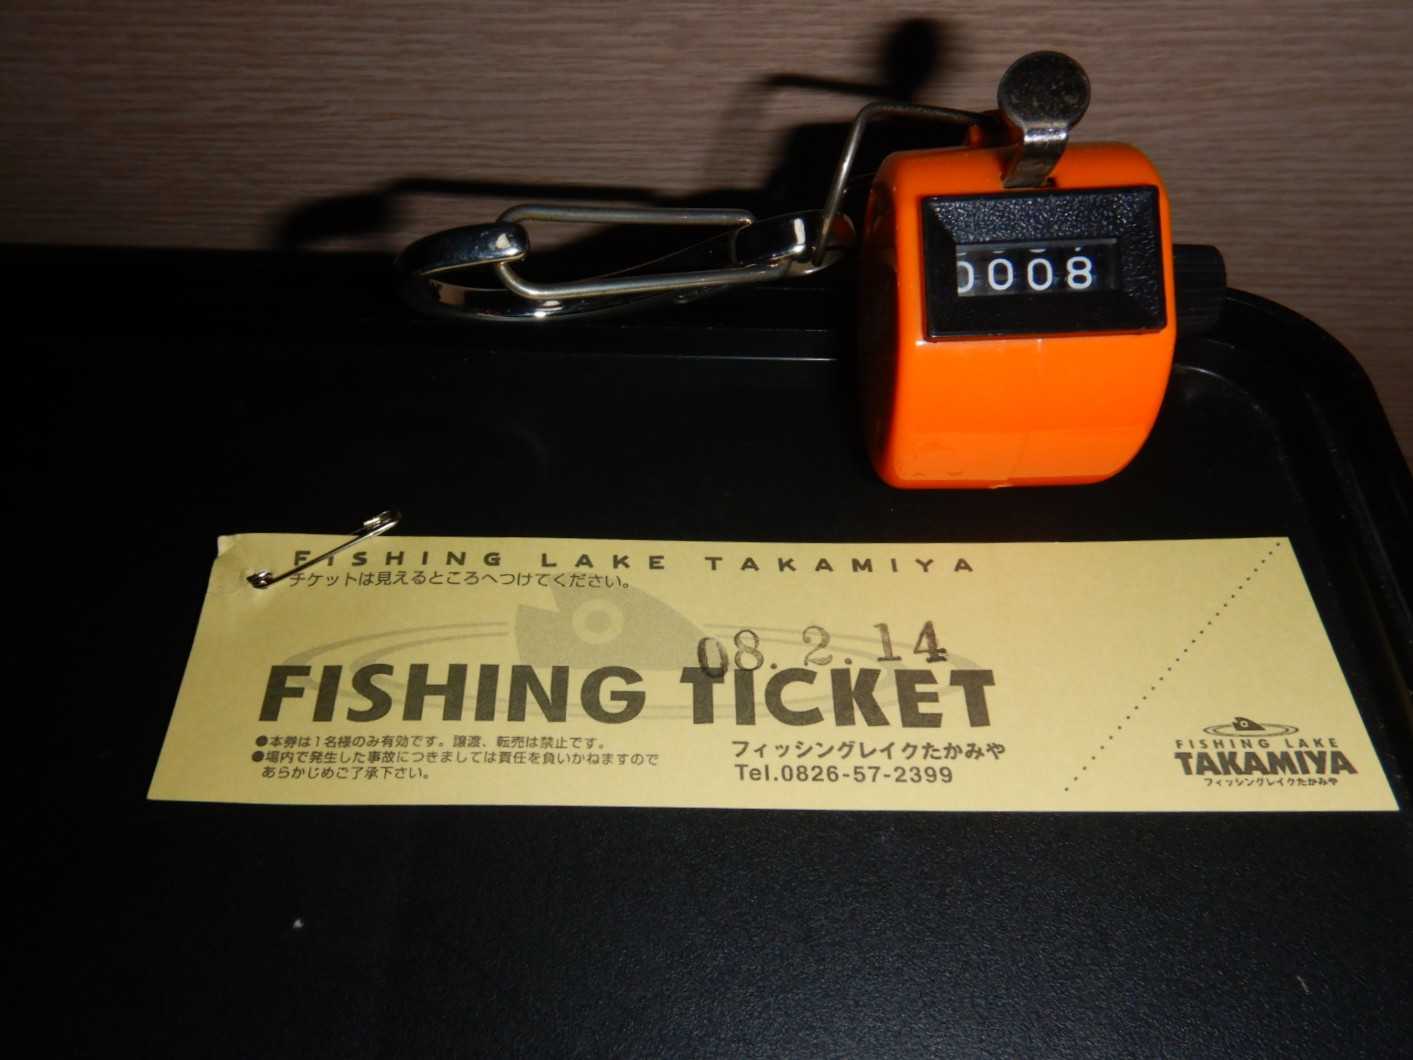 0008
FISHING LAKE TAKAMIYA
チケットは見えるところへつけてください。
08.2.14
FISHING TICKET
●本券は1名様のみ有効です。譲渡、転売は禁止です。
●場内で発生した事故につきましては責任を負いかねますので
あらかじめご了承下さい。
フィッシングレイクたかみや
Tel.0826-57-2399
FISHING LAKE
TAKAMIYA
フィッシングレイクたかみや